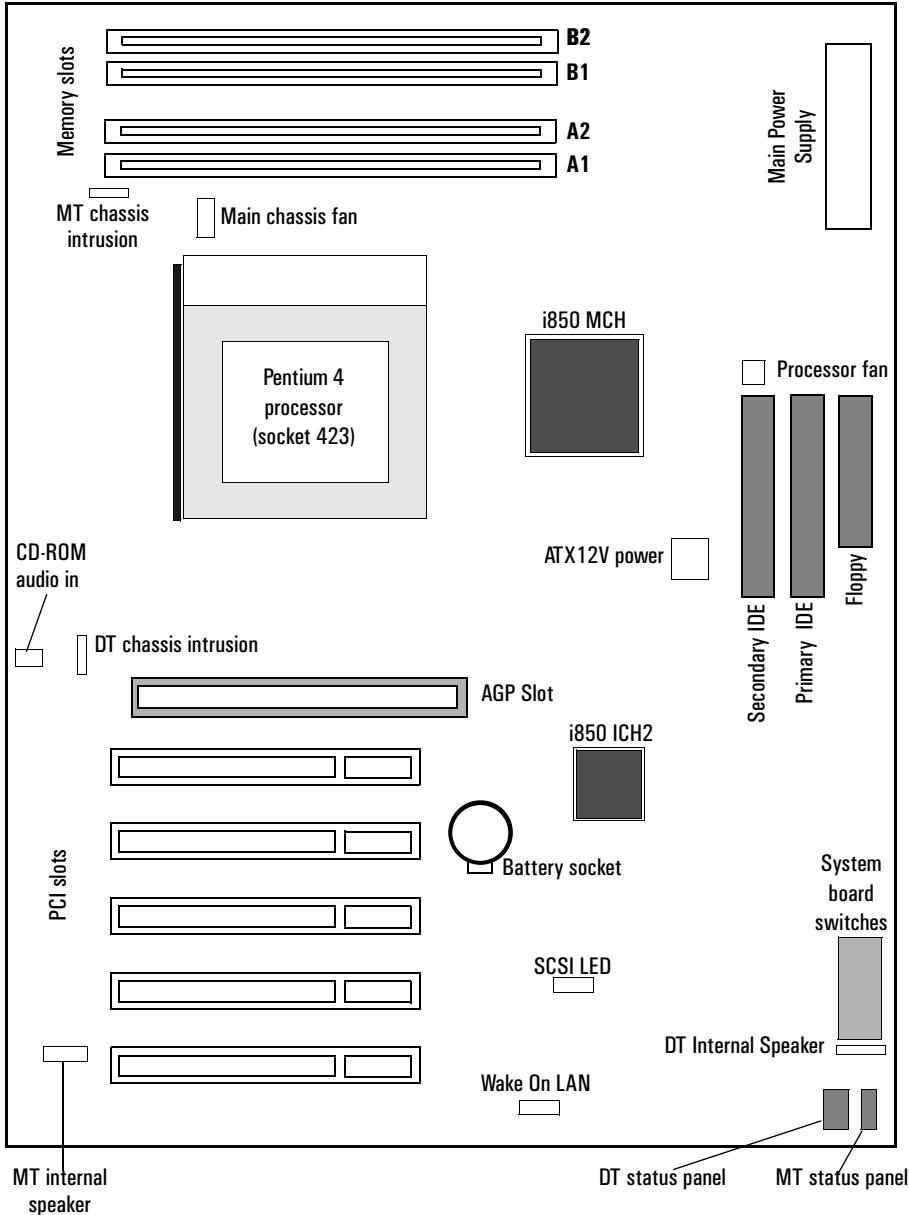 Memory slots
B2
B1
A2
A1
Main Power
Supply
MT chassis
intrusion
Main chassis fan
i850 MCH
Pentium 4
processor
(socket 423)
Processor fan
CD-ROM
audio in
ATX12V power
Secondary IDE
Primary IDE
Floppy
DT chassis intrusion
AGP Slot
i850 ICH2
PCI slots
Battery socket
System
board
switches
SCSI LED
DT Internal Speaker
Wake On LAN
MT internal
speaker
DT status panel
MT status panel